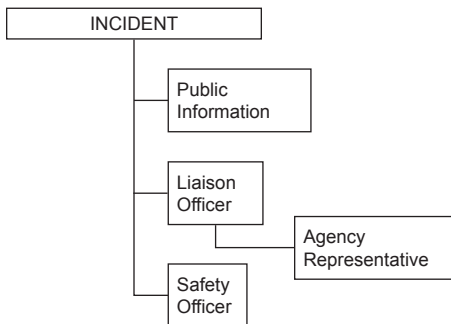 INCIDENT
Public
Information
Liaison
Officer
Agency
Representative
Safety
Officer